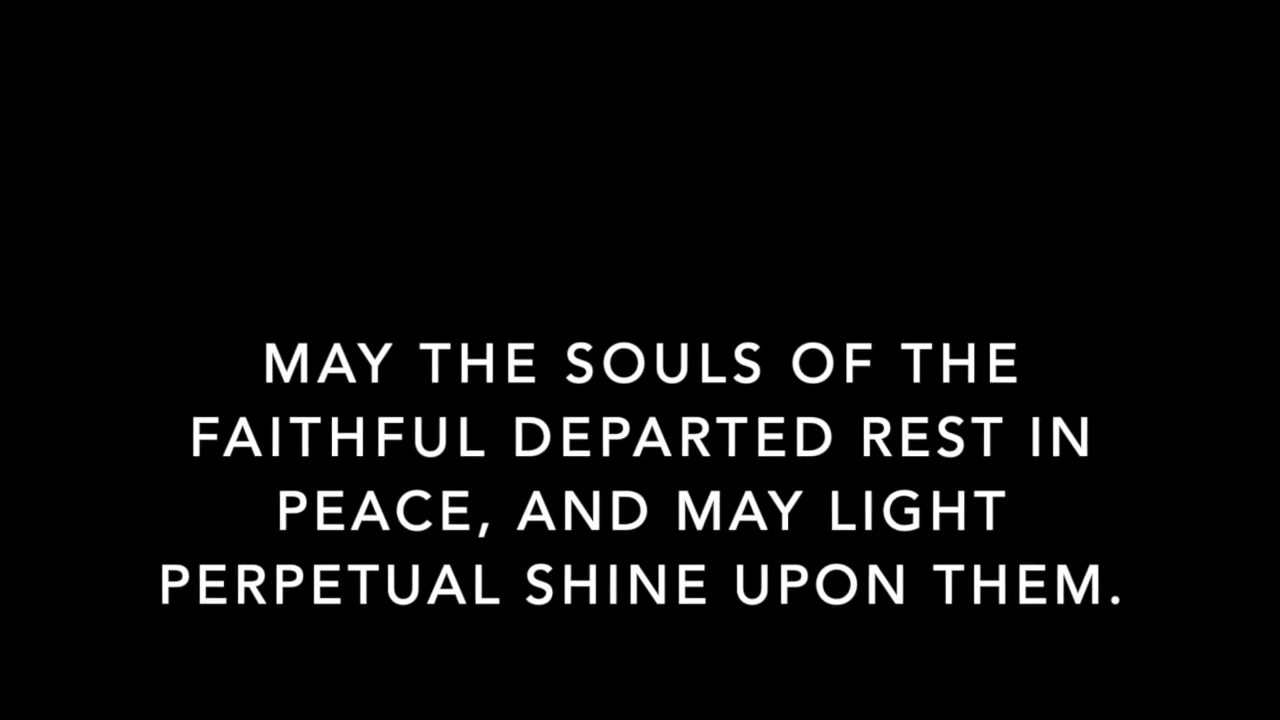 MAY THE SOULS OF THE
FAITHFUL DEPARTED REST IN
PEACE, AND MAY LIGHT
PERPETUAL SHINE UPON THEM.